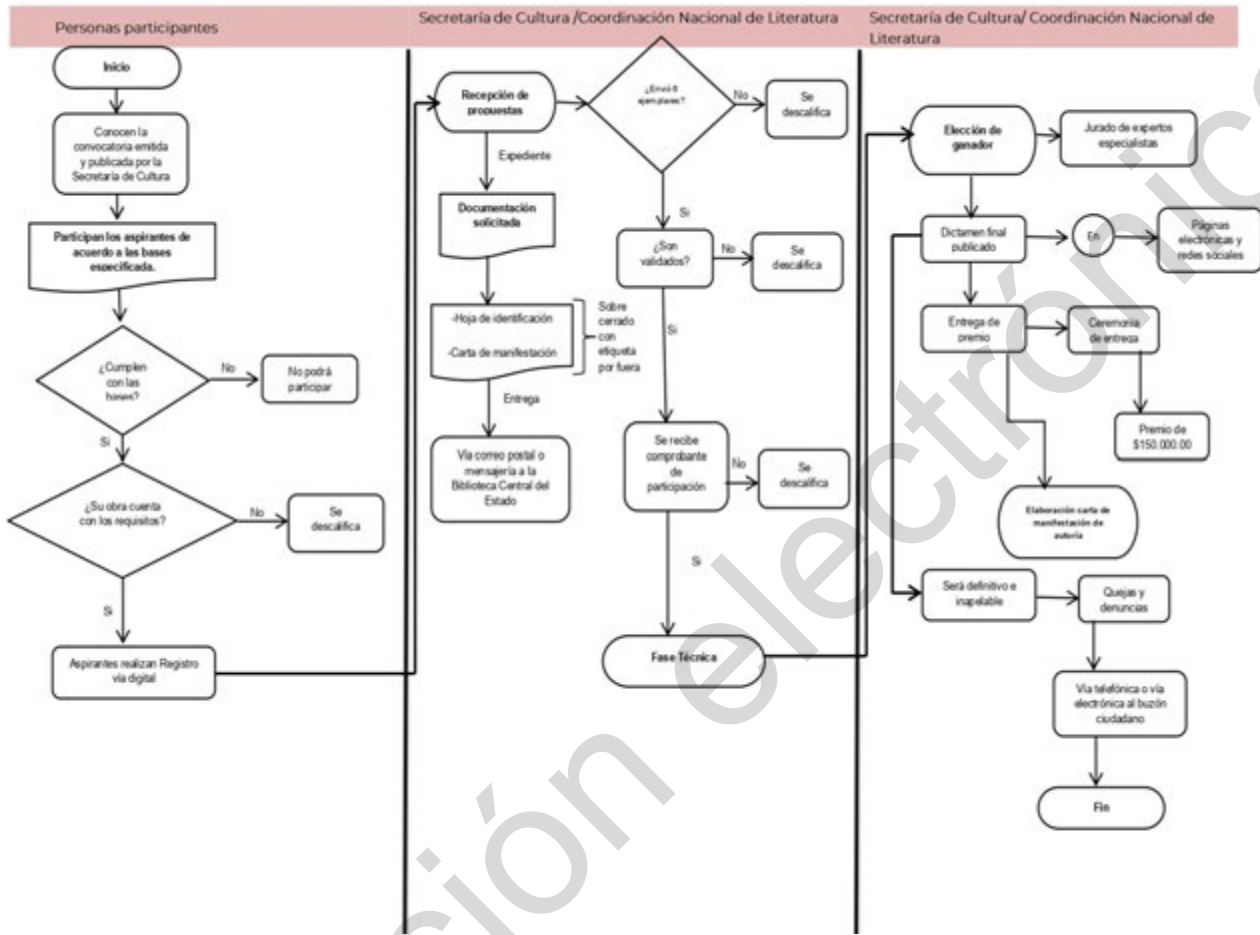 Personas participantes
Inicio
Conocen la
convocatoria emitida
y publicada por la
Secretaría de Cultura
Participan los aspirantes de
acuerdo a las bases
especificada.
¿Cumplen
con las
bases?
No
No podrá
participar
Si
¿Su obra cuenta
con los requisitos?
No
Se
descalifica
Si
Aspirantes realizan Registro
vía digital
Secretaría de Cultura /Coordinación Nacional de Literatura
Recepción de
propuestas
Expediente
Documentación
solicitada
-Hoja de identificación
-Carta de manifestación
Sobre
cerrado
con
etiqueta
por fuera
Entrega
Vía correo postal o
mensajería a la
Biblioteca Central del
Estado
¿Envió
ejemplares?
No
Se
descalifica
Si
¿Son
validados?
No
Se
descalifica
Si
Se recibe
comprobante
de
participación
No
Se
descalifica
Si
Fase Técnica
Secretaría de Cultura/ Coordinación Nacional de
Literatura
Elección de
ganador
Jurado de expertos
especialistas
Dictamen final
publicado
En
Páginas
electrónicas y
redes sociales
Entrega de
premio
Ceremonia
de entrega
Premio de
$150.000.00
Elaboración carta de
manifestación de
autoría
Será definitivo e
inapelable
Quejas y
denuncias
Vía telefónica o vía
electrónica al buzón
ciudadano
Fin
ción electrónic